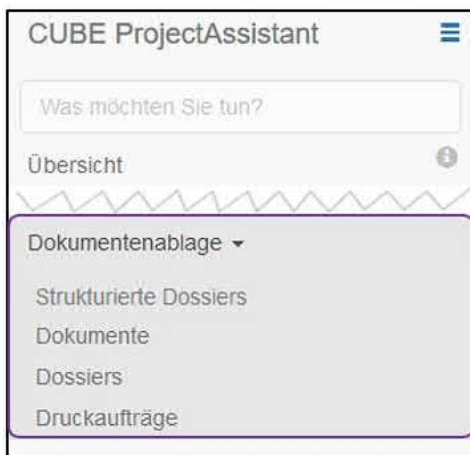 CUBE ProjectAssistant
Was möchten Sie tun?
Übersicht
Dokumentenablage
Strukturierte Dossiers
Dokumente
Dossiers
Druckaufträge